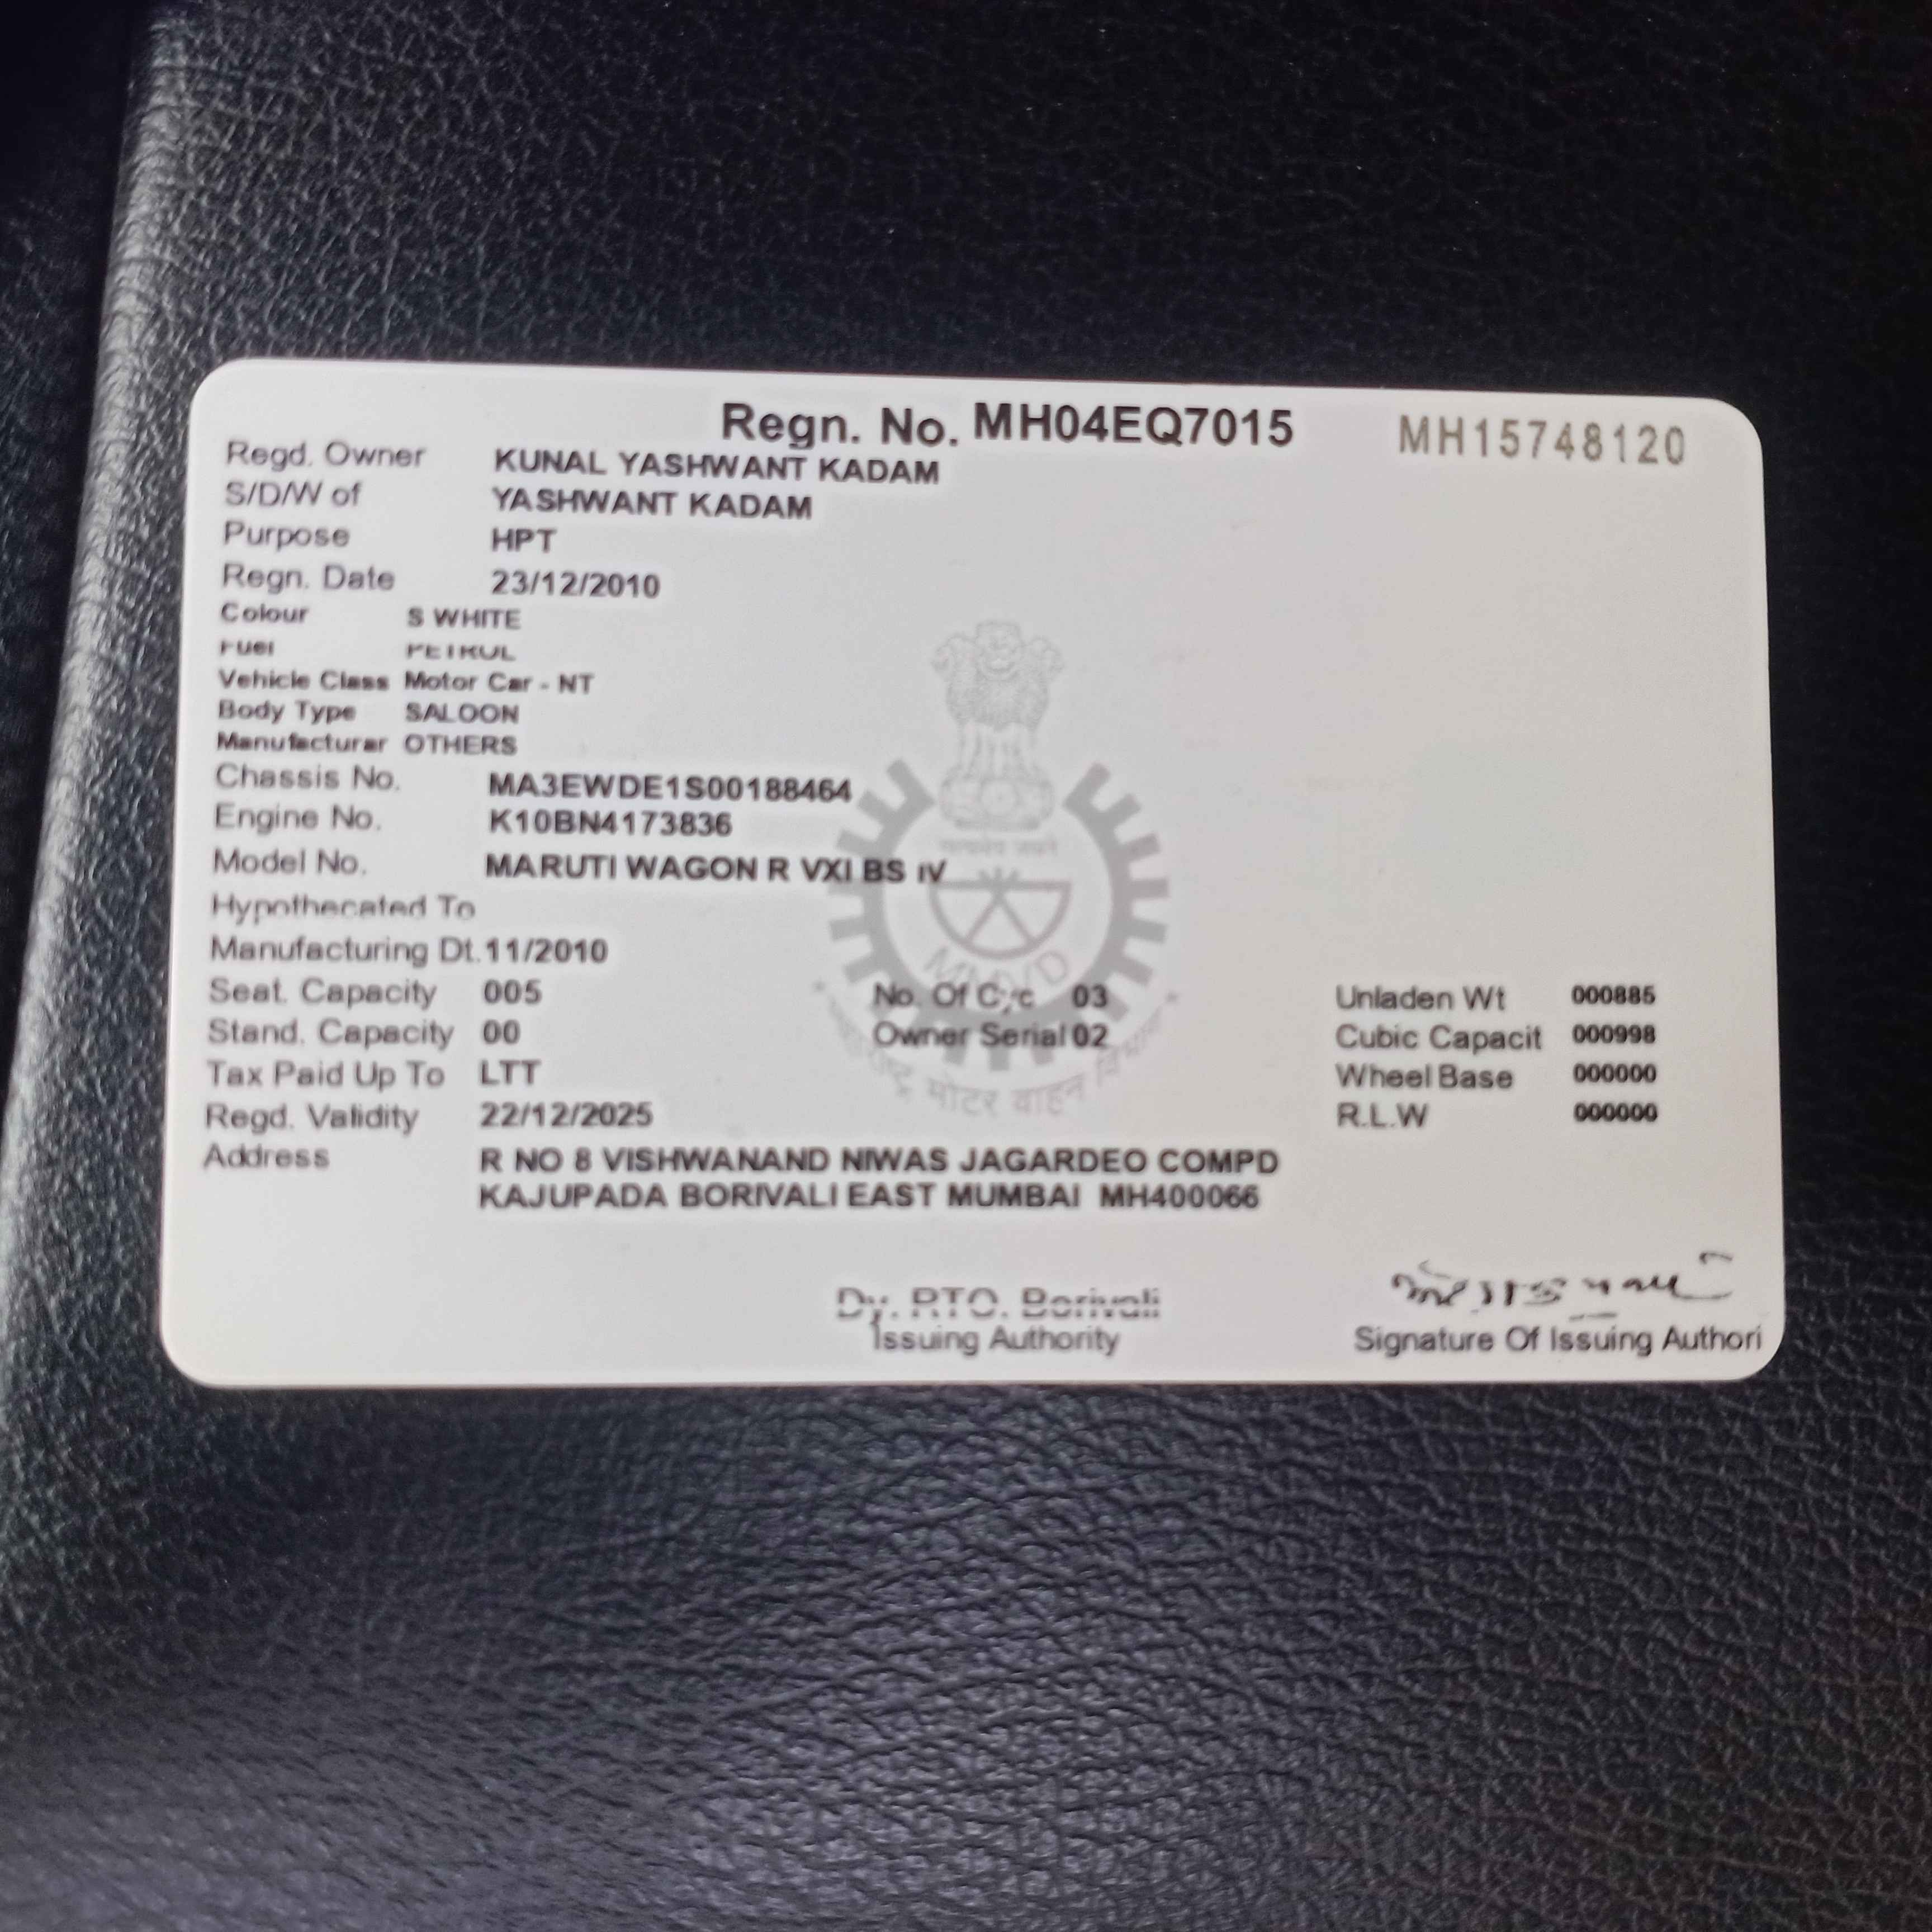 Regn. No. MH04EQ7015 MH15748120
Regd. Owner KUNAL YASHWANT KADAM
S/D/W of YASHWANT KADAM
Purpose HPT
Regn. Date 23/12/2010
Colour S WHITE
Fuel PETROL
Vehicle Class Motor Car - NT
Body Type SALOON
Manufacturar OTHERS
Chassis No. MA3EWDE1S00188464
Engine No. K10BN4173836
Model No. MARUTI WAGON R VXI BS IV
Hypothecated To
Manufacturing Dt. 11/2010
Seat. Capacity 005 No. Of Cyc 03 Unladen Wt 000885
Stand. Capacity 00 Owner Serial 02 Cubic Capacit 000998
Tax Paid Up To LTT Wheel Base 000000
Regd. Validity 22/12/2025 R.L.W 000000
Address R NO 8 VISHWANAND NIWAS JAGARDEO COMPD
KAJUPADA BORIVALI EAST MUMBAI MH400066
Dy. RTO. Borivali
Issuing Authority Signature Of Issuing Authori
सत्यमेव जयते
MMVD
मोटर वाहन